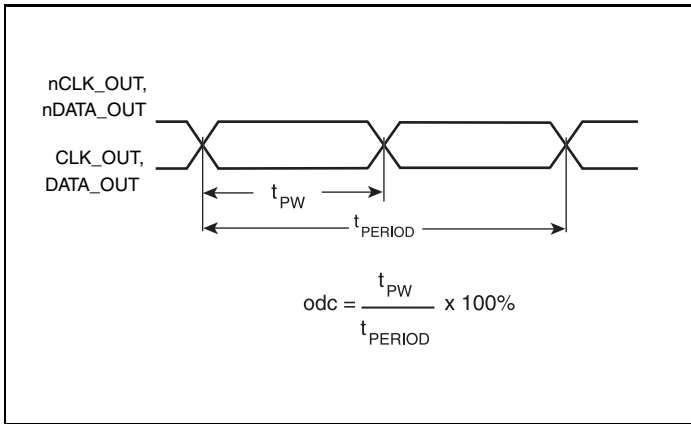 nCLK_OUT,
nDATA_OUT
CLK_OUT,
DATA_OUT
tPW
tPERIOD
odc = tPW / tPERIOD x 100%